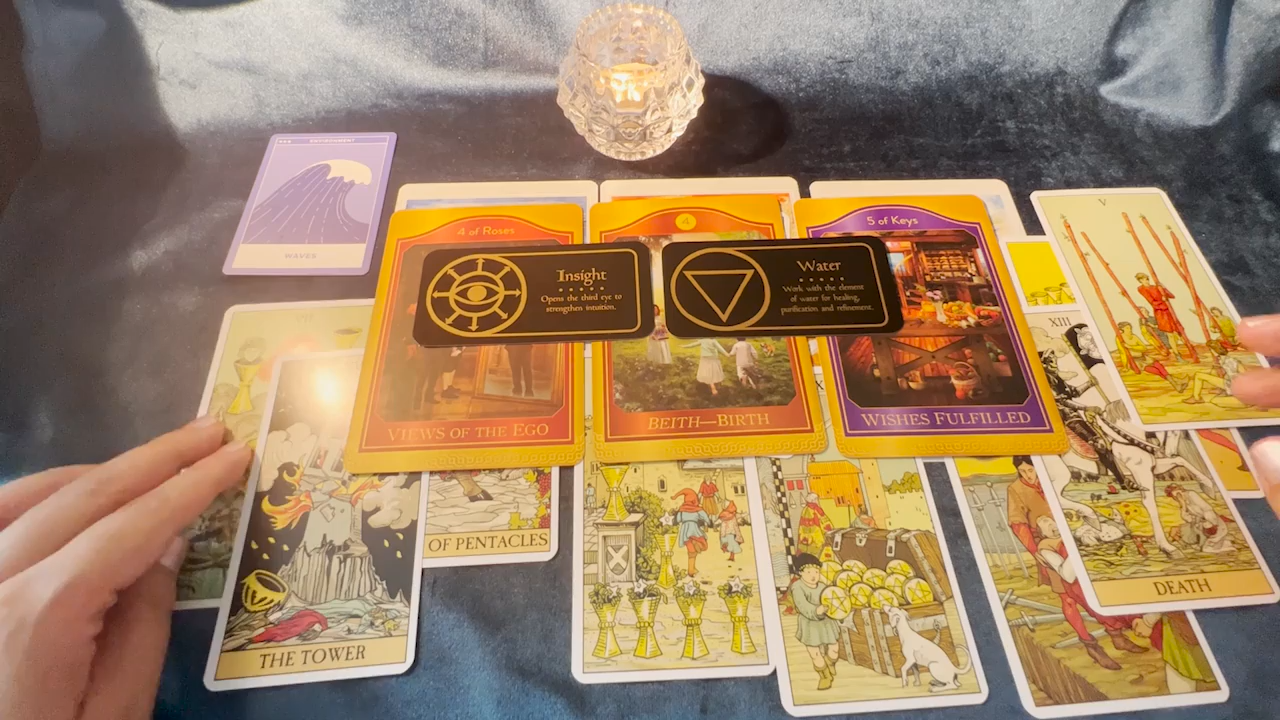 ENVIRONMENT
WAVES
4 of Roses
4
5 of Keys
V
Insight
Opens the third eye to
strengthen intuition.
Water
Work with the element
of water for healing,
purification and refinement.
VII
XIII
VIEWS OF THE EGO
BEITH—BIRTH
WISHES FULFILLED
X
OF PENTACLES
DEATH
THE TOWER